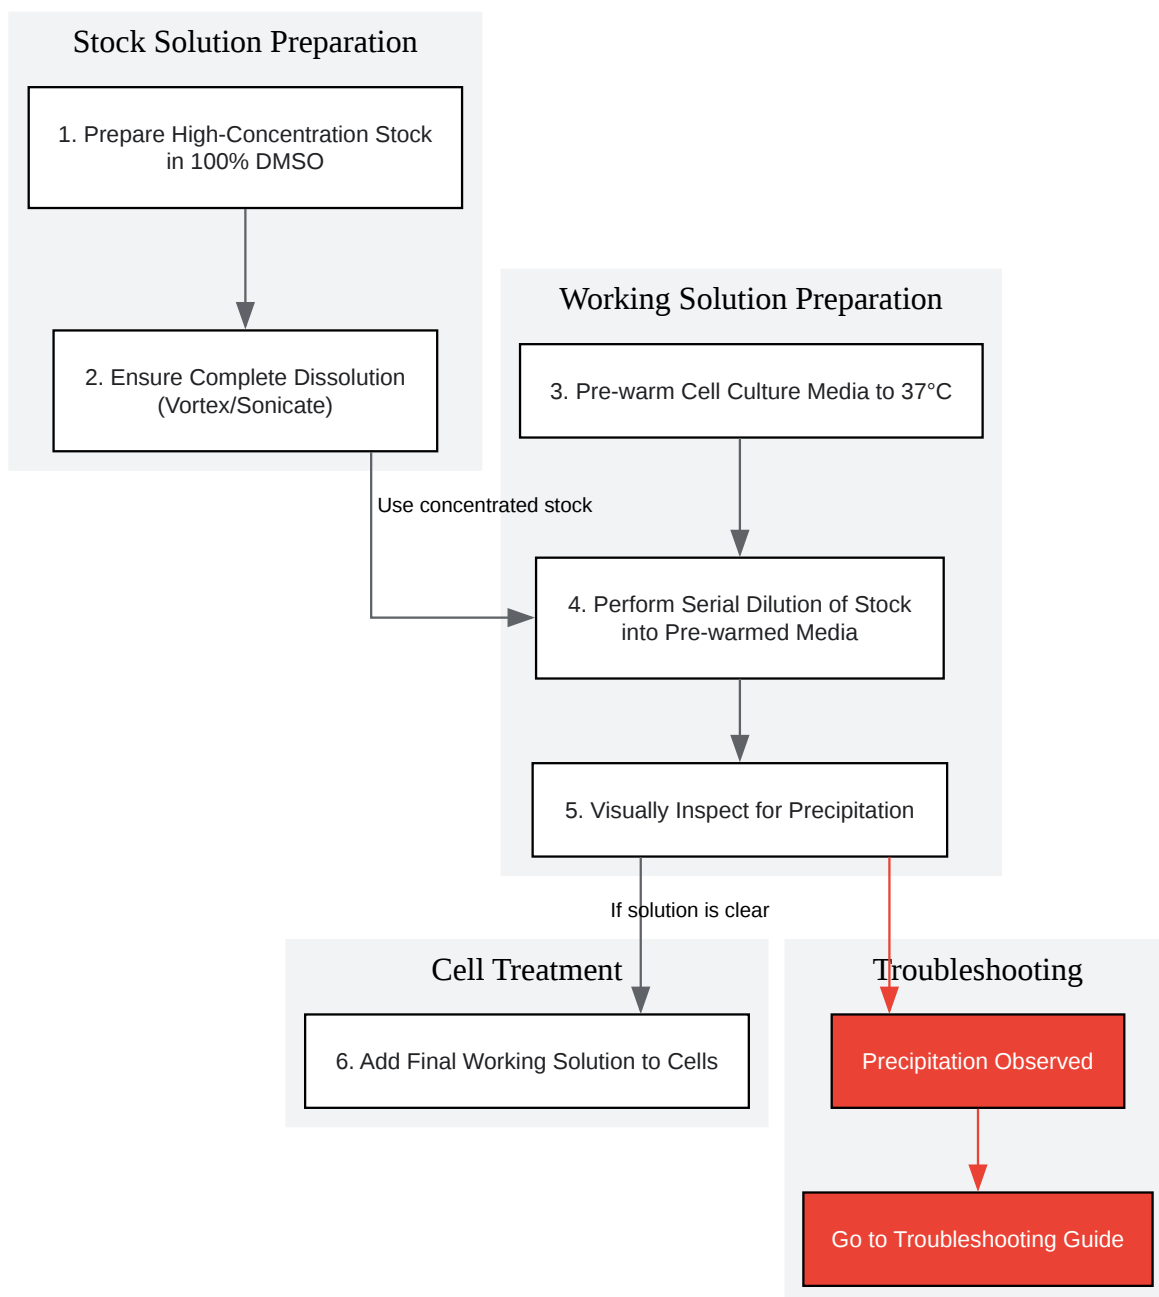 Stock Solution Preparation
1. Prepare High-Concentration Stock
in 100% DMSO
2. Ensure Complete Dissolution
(Vortex/Sonicate)
Use concentrated stock
Working Solution Preparation
3. Pre-warm Cell Culture Media to 37°C
4. Perform Serial Dilution of Stock
into Pre-warmed Media
5. Visually Inspect for Precipitation
If solution is clear
Cell Treatment
6. Add Final Working Solution to Cells
Troubleshooting
Precipitation Observed
Go to Troubleshooting Guide